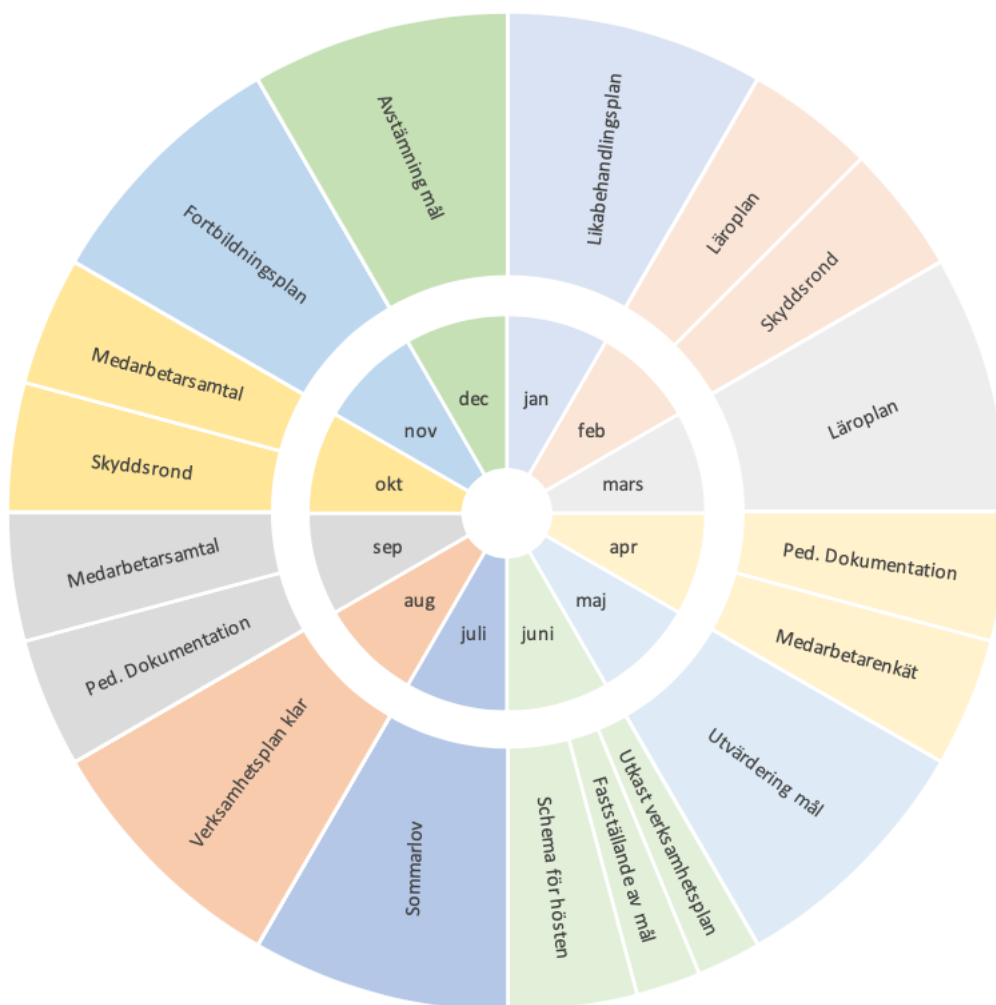 jan
Likabehandlingsplan
feb
Läroplan
Skyddsrond
mars
Läroplan
apr
Ped. Dokumentation
Medarbetarenkät
maj
Utvärdering mål
juni
Utkast verksamhetsplan
Fastställande av mål
Schema för hösten
juli
Sommarlov
aug
Verksamhetsplan klar
sep
Ped. Dokumentation
Medarbetarsamtal
okt
Skyddsrond
Medarbetarsamtal
nov
Fortbildningsplan
dec
Avstämning mål